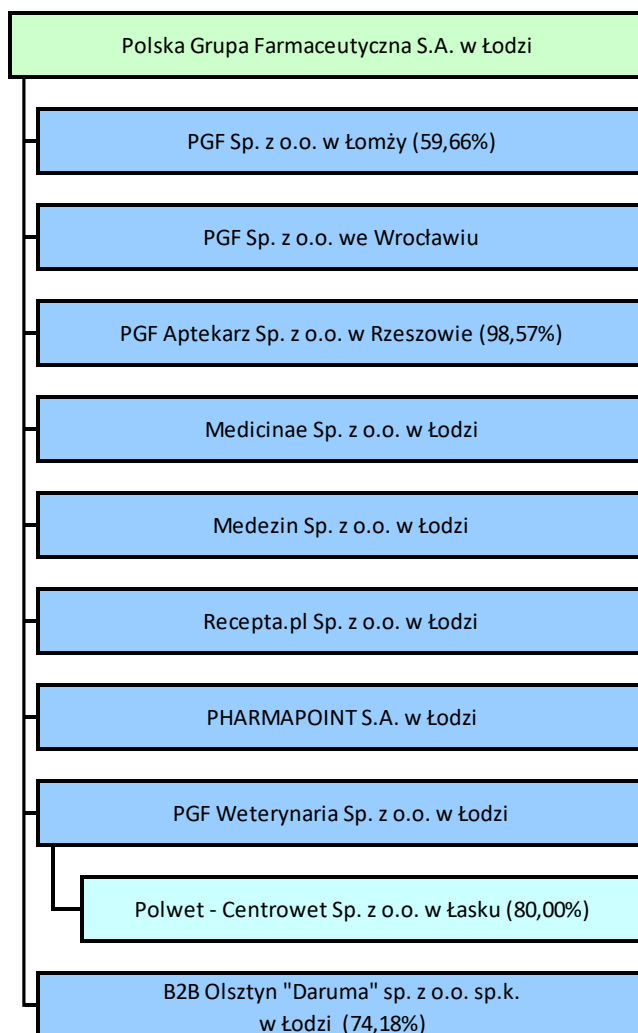 Polska Grupa Farmaceutyczna S.A. w Łodzi
PGF Sp. z o.o. w Łomży (59,66%)
PGF Sp. z o.o. we Wrocławiu
PGF Aptekarz Sp. z o.o. w Rzeszowie (98,57%)
Medicinae Sp. z o.o. w Łodzi
Medezin Sp. z o.o. w Łodzi
Recepta.pl Sp. z o.o. w Łodzi
PHARMAPOINT S.A. w Łodzi
PGF Weterynaria Sp. z o.o. w Łodzi
Polwet - Centrowet Sp. z o.o. w Łasku (80,00%)
B2B Olsztyn "Daruma" sp. z o.o. sp.k.
w Łodzi (74,18%)